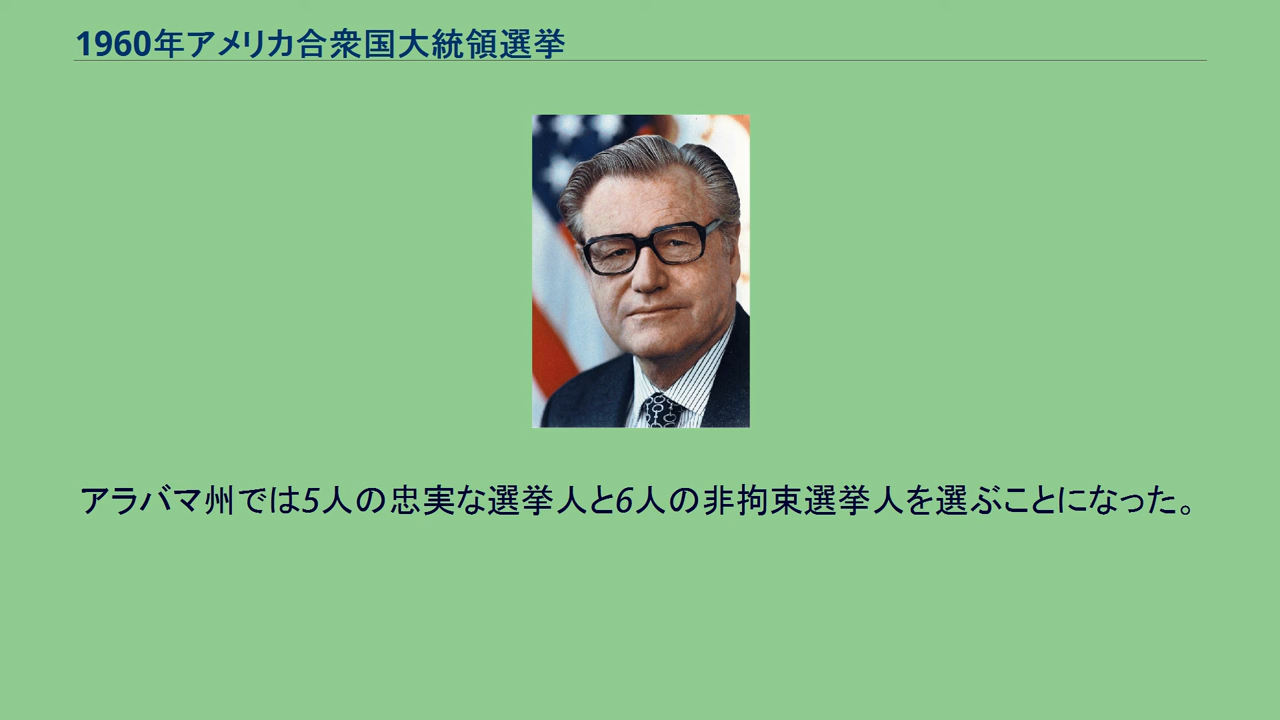 1960年アメリカ合衆国大統領選挙
アラバマ州では5人の忠実な選挙人と6人の非拘束選挙人を選ぶことになった。